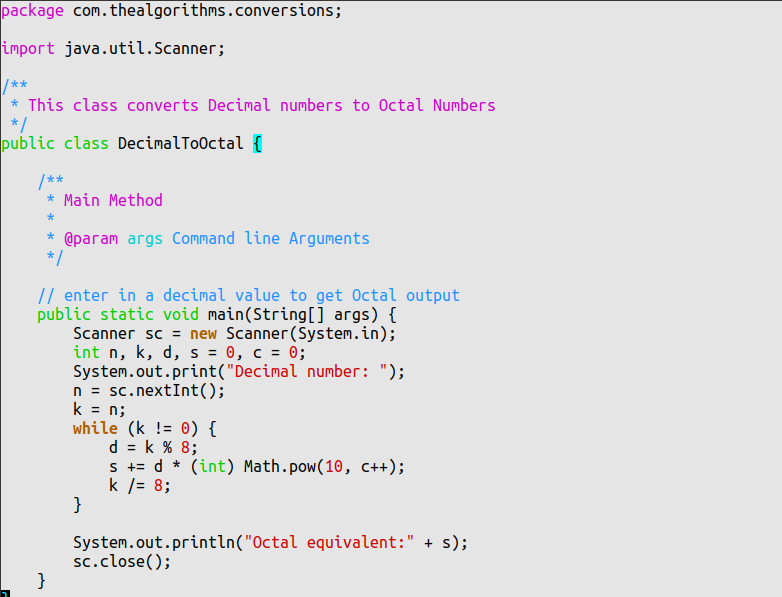 package com.thealgorithms.conversions;

import java.util.Scanner;

/**
 * This class converts Decimal numbers to Octal Numbers
 */
public class DecimalToOctal {

    /**
     * Main Method
     *
     * @param args Command line Arguments
     */

    // enter in a decimal value to get Octal output
    public static void main(String[] args) {
        Scanner sc = new Scanner(System.in);
        int n, k, d, s = 0, c = 0;
        System.out.print("Decimal number: ");
        n = sc.nextInt();
        k = n;
        while (k != 0) {
            d = k % 8;
            s += d * (int) Math.pow(10, c++);
            k /= 8;
        }

        System.out.println("Octal equivalent:" + s);
        sc.close();
    }
}